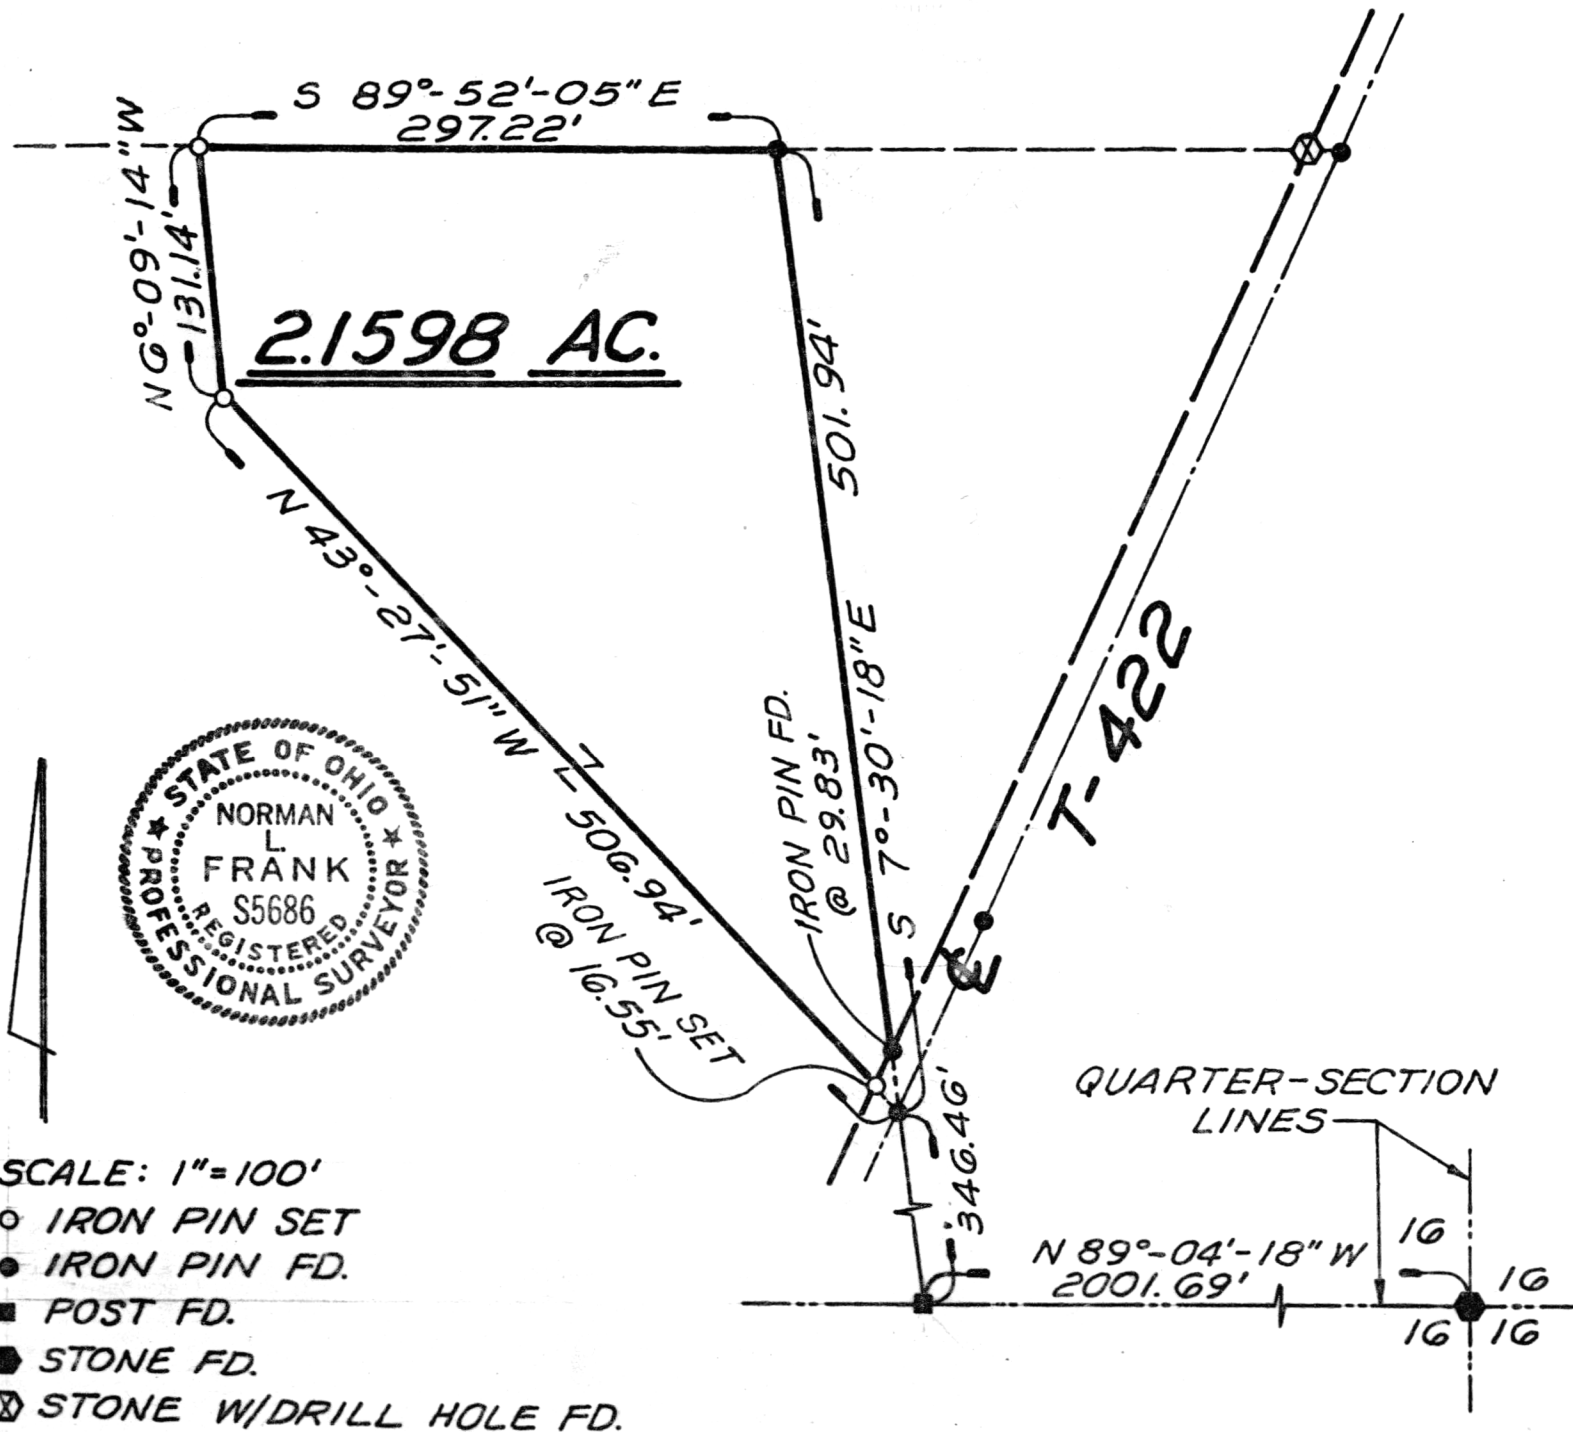 S 89°-52'-05" E
297.22'
N 6°-09'-14" W
131.14'
2.1598 AC.
501.94'
S 7°-30'-18" E
N 43°-27'-51" W
506.94'
IRON PIN FD.
@ 29.83'
IRON PIN SET
@ 16.55'
T-422
℄
STATE OF OHIO
NORMAN
L.
FRANK
S5686
REGISTERED
PROFESSIONAL SURVEYOR
346.46'
QUARTER-SECTION
LINES
N 89°-04'-18" W
2001.69'
16
16
16
16
SCALE: 1"=100'
IRON PIN SET
IRON PIN FD.
POST FD.
STONE FD.
STONE W/DRILL HOLE FD.